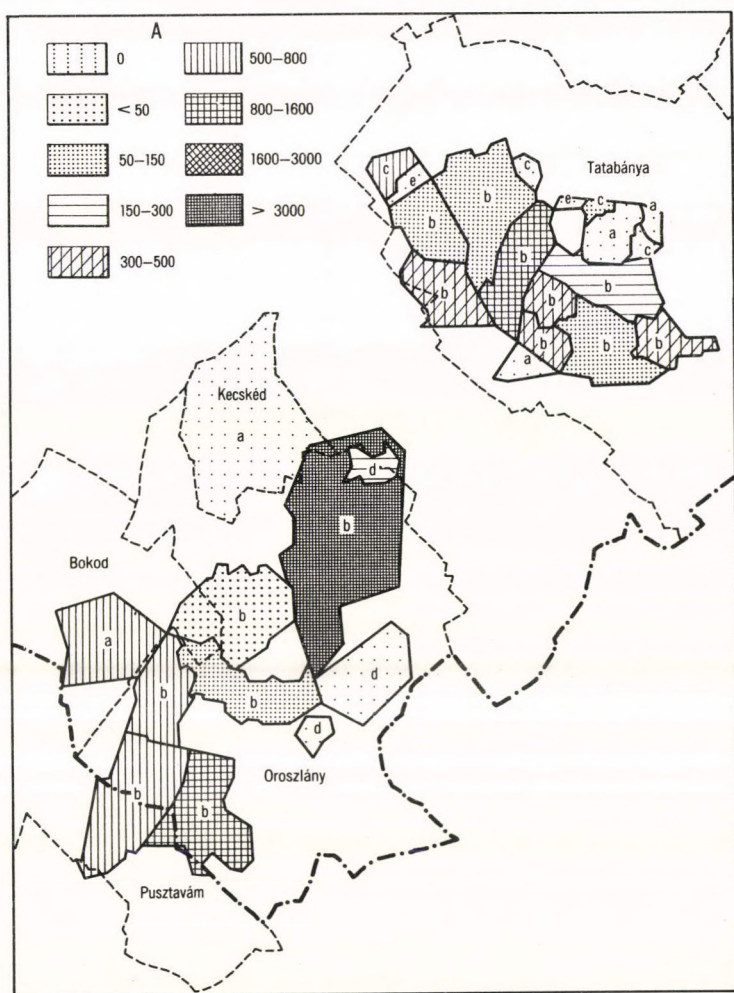 A
0
< 50
50–150
150–300
300–500
500–800
800–1600
1600–3000
> 3000
Tatabánya
c
e
b
c
b
e
c
a
a
c
b
b
b
b
b
b
a
b
b
Kecskéd
a
d
b
Bokod
a
b
b
b
d
d
Oroszlány
b
b
Pusztavám